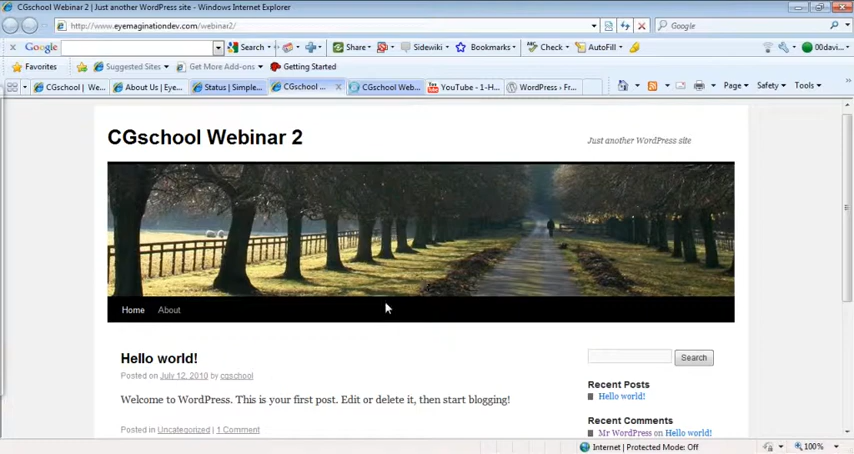 CGschool Webinar 2 | Just another WordPress site - Windows Internet Explorer
http://www.eyemaginationdev.com/webinar2/
Google
x Google Search Share Sidewiki Bookmarks Check AutoFill 00davi...
Favorites Suggested Sites Get More Add-ons Getting Started
CGschool | We... About Us | Eye... Status | Simple... CGschool ... x CGschool Web... YouTube - 1-H... WordPress › Fr... Page Safety Tools
CGschool Webinar 2
Just another WordPress site
Home About
Hello world!
Posted on July 12, 2010 by cgschool
Welcome to WordPress. This is your first post. Edit or delete it, then start blogging!
Posted in Uncategorized | 1 Comment
Search
Recent Posts
Hello world!
Recent Comments
Mr WordPress on Hello world!
Internet | Protected Mode: Off 100%